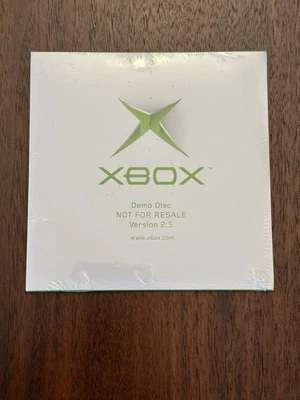 XBOX™
Demo Disc
NOT FOR RESALE
Version 2.5
www.xbox.com